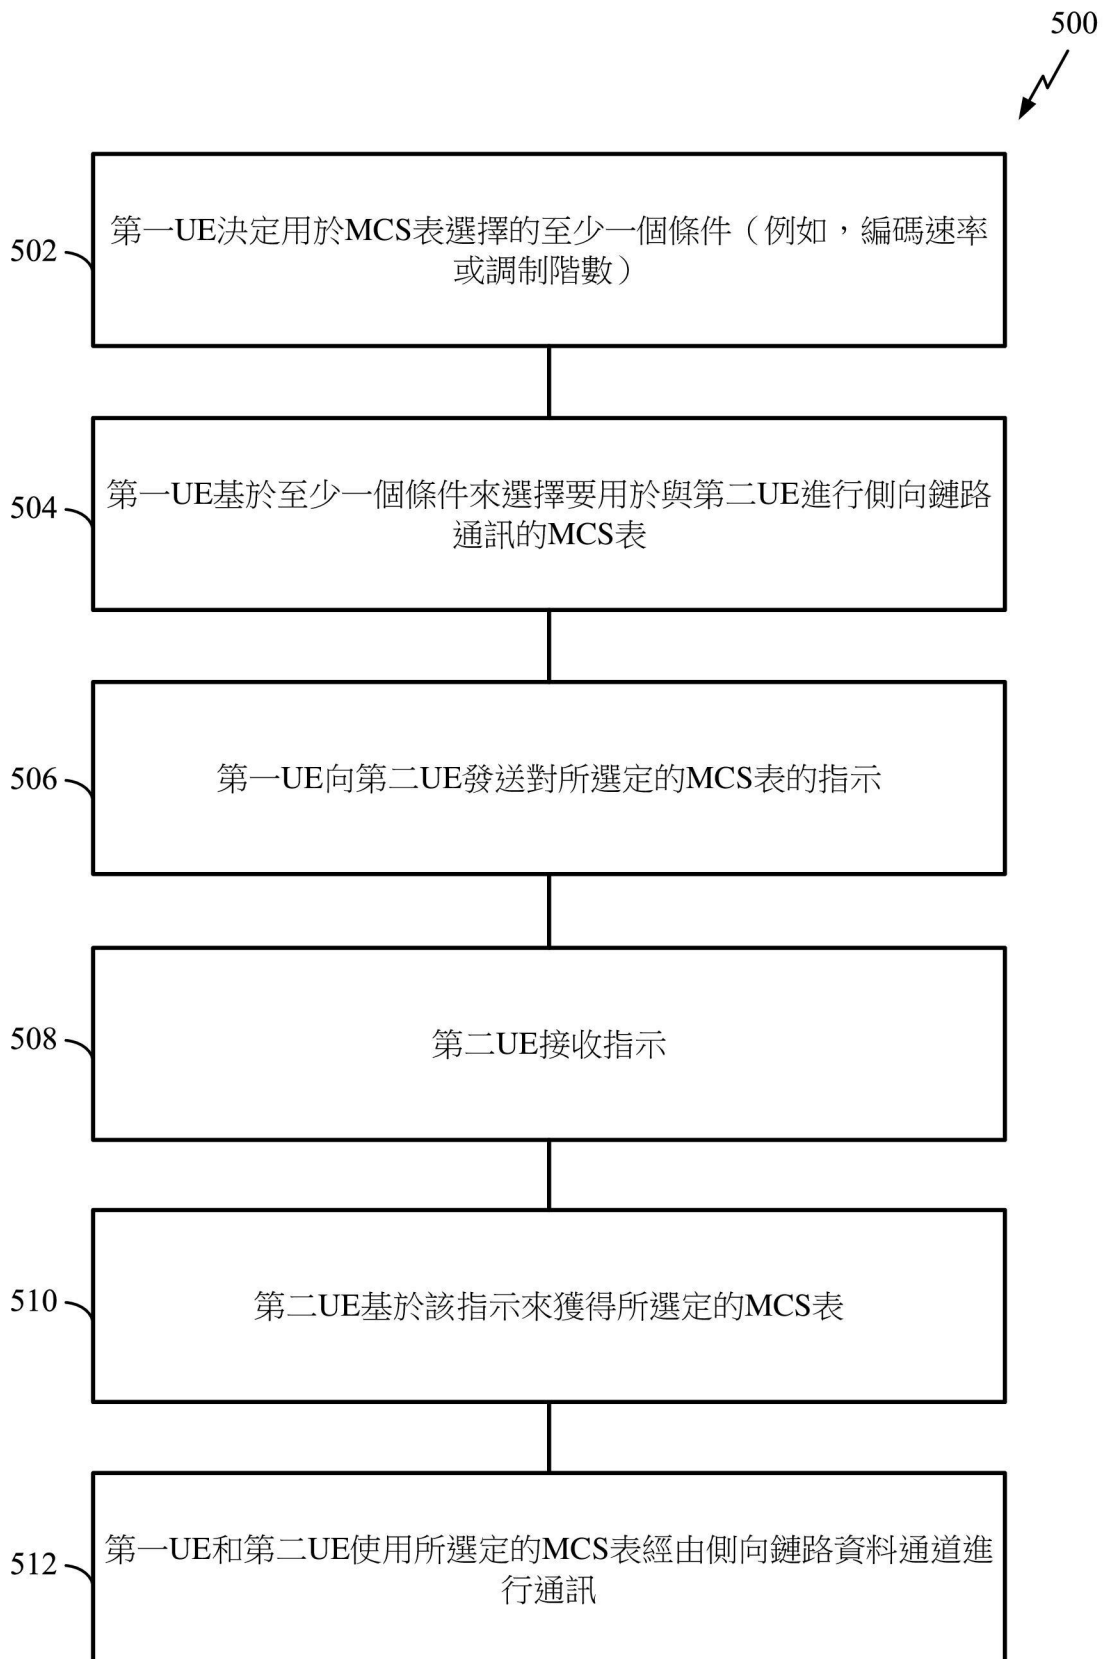 500
502
第一UE決定用於MCS表選擇的至少一個條件（例如，編碼速率
或調制階數）
504
第一UE基於至少一個條件來選擇要用於與第二UE進行側向鏈路
通訊的MCS表
506
第一UE向第二UE發送對所選定的MCS表的指示
508
第二UE接收指示
510
第二UE基於該指示來獲得所選定的MCS表
512
第一UE和第二UE使用所選定的MCS表經由側向鏈路資料通道進
行通訊